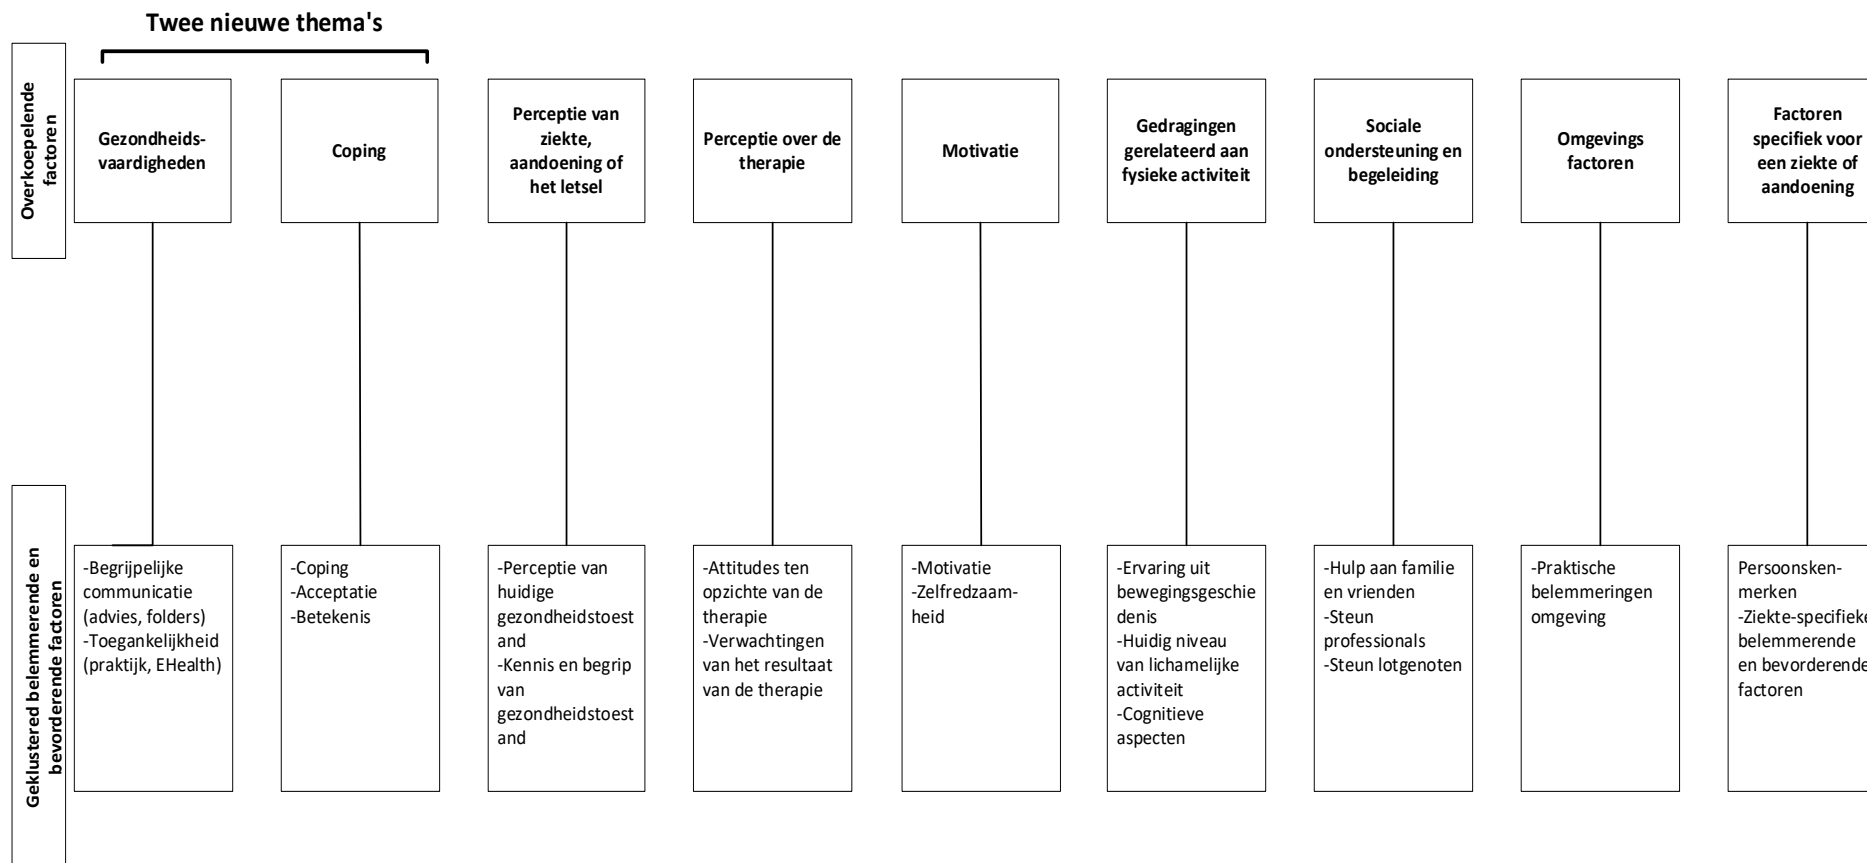 Twee nieuwe thema's
Overkoepelende
factoren
Gezondheids-
vaardigheden
Coping
Perceptie van
ziekte,
aandoening of
het letsel
Perceptie over de
therapie
Motivatie
Gedragingen
gerelateerd aan
fysieke activiteit
Sociale
ondersteuning en
begeleiding
Omgevings
factoren
Factoren
specifiek voor
een ziekte of
aandoening
Geklusterd belemmerende en
bevorderende factoren
-Begrijpelijke
communicatie
(advies, folders)
-Toegankelijkheid
(praktijk, EHealth)
-Coping
-Acceptatie
-Betekenis
-Perceptie van
huidige
gezondheidstoest
and
-Kennis en begrip
van
gezondheidstoest
and
-Attitudes ten
opzichte van de
therapie
-Verwachtingen
van het resultaat
van de therapie
-Motivatie
-Zelfredzaam-
heid
-Ervaring uit
bewegingsgeschie
denis
-Huidig niveau
van lichamelijke
activiteit
-Cognitieve
aspecten
-Hulp aan familie
en vrienden
-Steun
professionals
-Steun lotgenoten
-Praktische
belemmeringen
omgeving
Persoonsken-
merken
-Ziekte-specifieke
belemmerende
en bevorderende
factoren